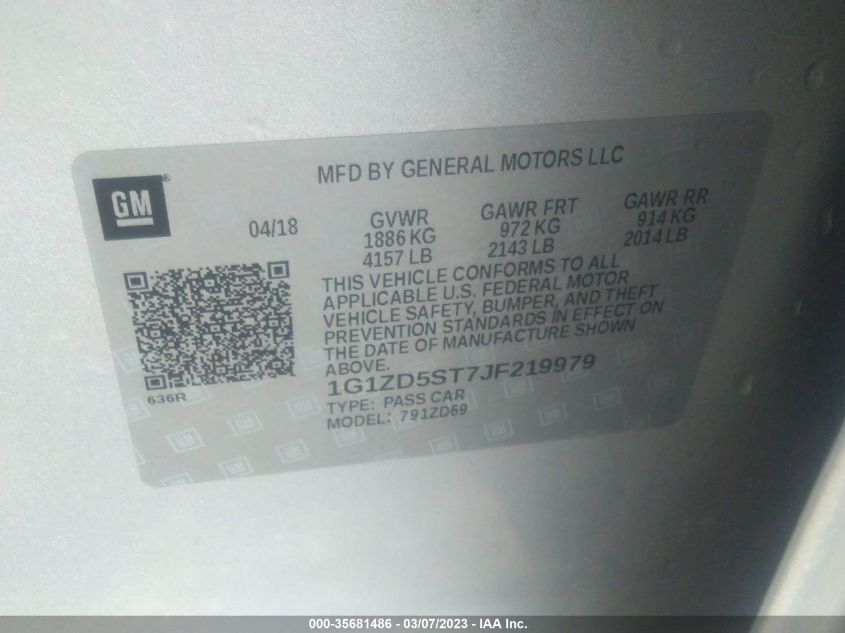 MFD BY GENERAL MOTORS LLC
GM®
04/18
GVWR
1886 KG
4157 LB
GAWR FRT
972 KG
2143 LB
GAWR RR
914 KG
2014 LB
THIS VEHICLE CONFORMS TO ALL
APPLICABLE U.S. FEDERAL MOTOR
VEHICLE SAFETY, BUMPER, AND THEFT
PREVENTION STANDARDS IN EFFECT ON
THE DATE OF MANUFACTURE SHOWN
ABOVE.
1G1ZD5ST7JF219979
TYPE: PASS CAR
MODEL: 791ZD69
636R
000-35681486 - 03/07/2023 - IAA Inc.